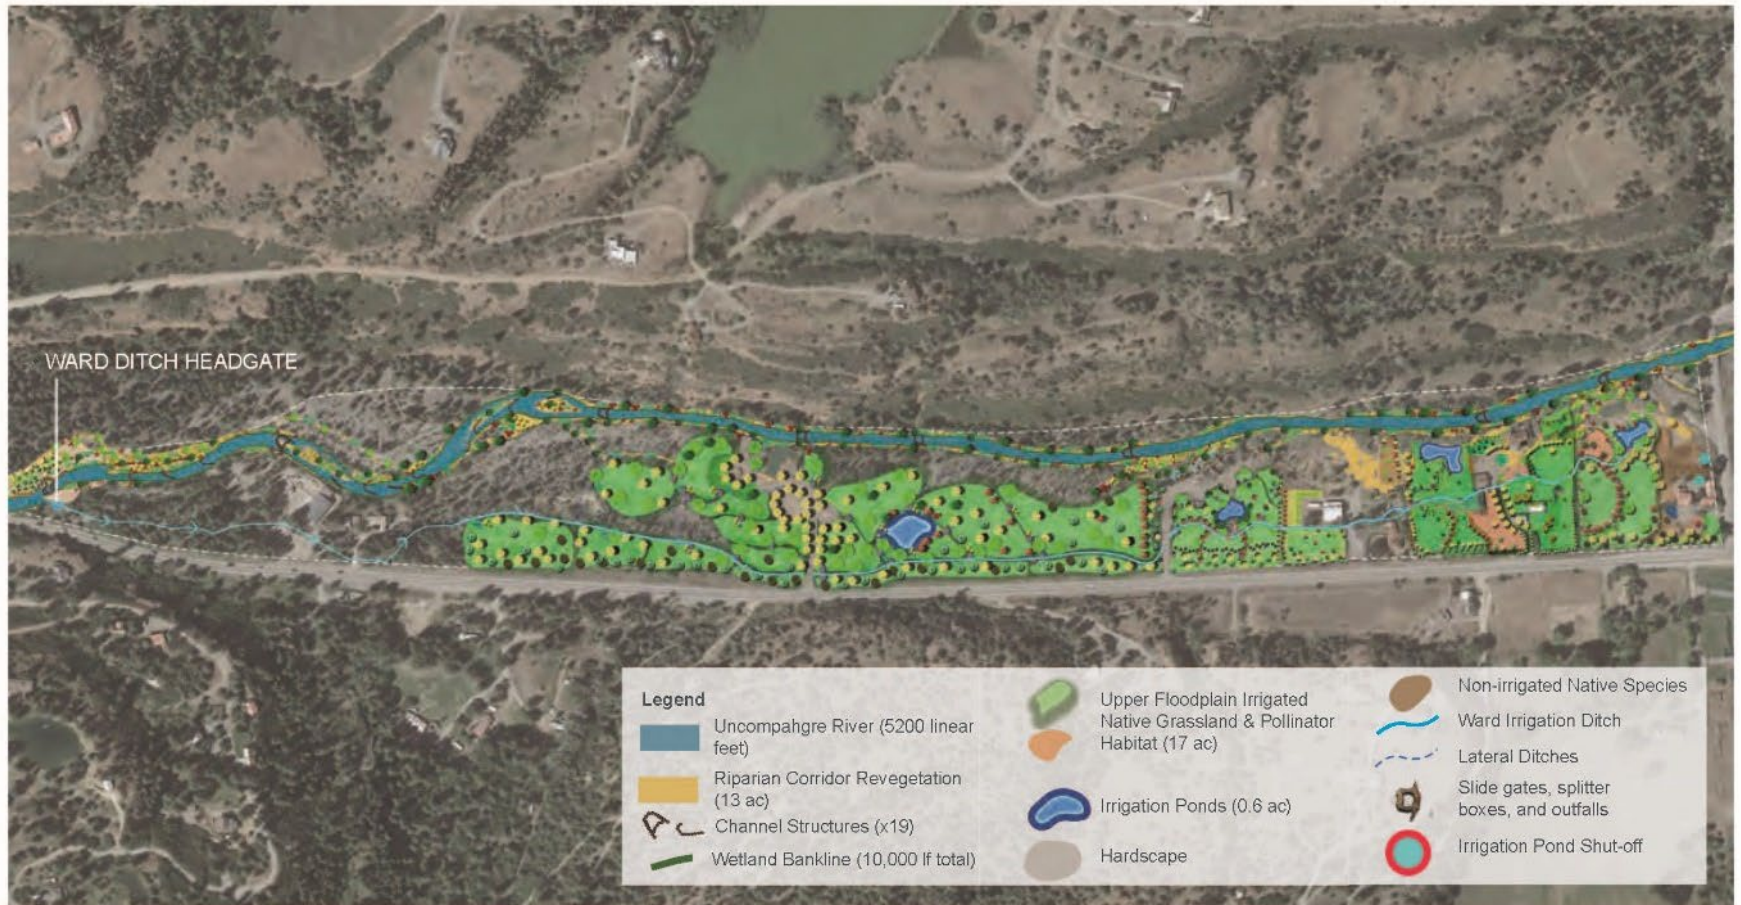 WARD DITCH HEADGATE
Legend
Uncompahgre River (5200 linear
feet)
Riparian Corridor Revegetation
(13 ac)
Channel Structures (x19)
Wetland Bankline (10,000 lf total)
Upper Floodplain Irrigated
Native Grassland & Pollinator
Habitat (17 ac)
Irrigation Ponds (0.6 ac)
Hardscape
Non-irrigated Native Species
Ward Irrigation Ditch
Lateral Ditches
Slide gates, splitter
boxes, and outfalls
Irrigation Pond Shut-off